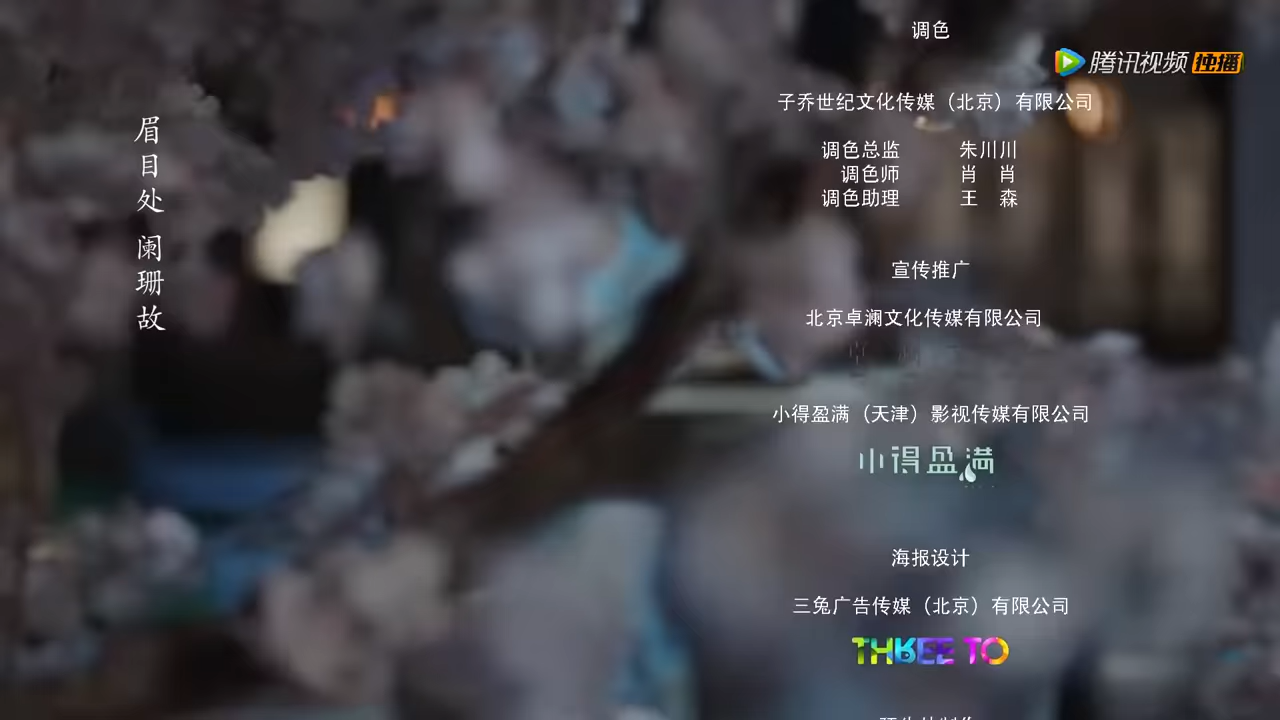 眉目处 阑珊故
调色
腾讯视频 独播
子乔世纪文化传媒（北京）有限公司
调色总监 朱川川
调色师 肖 肖
调色助理 王 森
宣传推广
北京卓澜文化传媒有限公司
小得盈满（天津）影视传媒有限公司
小得盈满
海报设计
三兔广告传媒（北京）有限公司
THREE TO